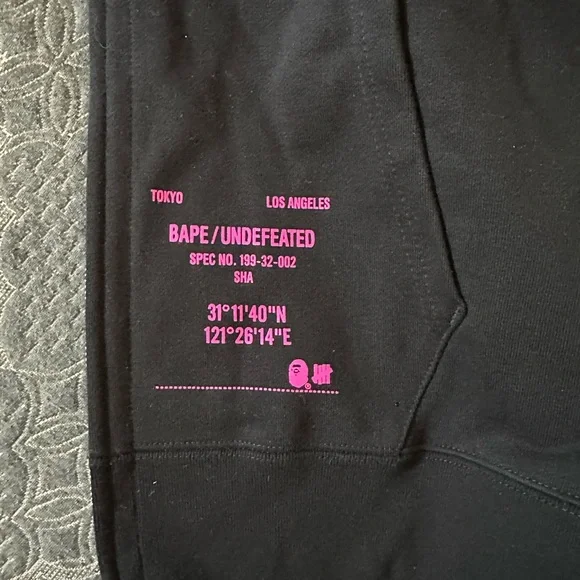 TOKYO LOS ANGELES
BAPE/UNDEFEATED
SPEC NO. 199-32-002
SHA
31°11'40"N
121°26'14"E